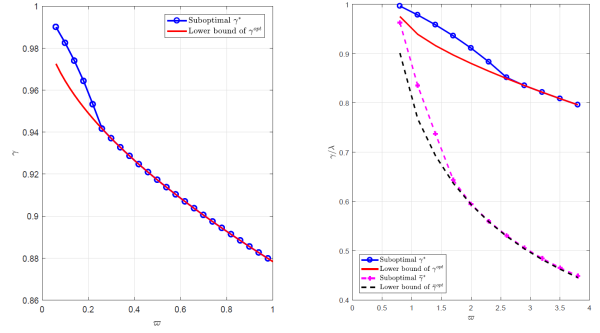 1
0.98
0.96
0.94
0.92
0.9
0.88
0.86
γ
0 0.2 0.4 0.6 0.8 1
ϖ
Suboptimal γ*
Lower bound of γ^opt
1
0.9
0.8
0.7
0.6
0.5
0.4
γ/λ
0 0.5 1 1.5 2 2.5 3 3.5 4
ϖ
Suboptimal γ*
Lower bound of γ^opt
Suboptimal γ̄*
Lower bound of γ̄^opt